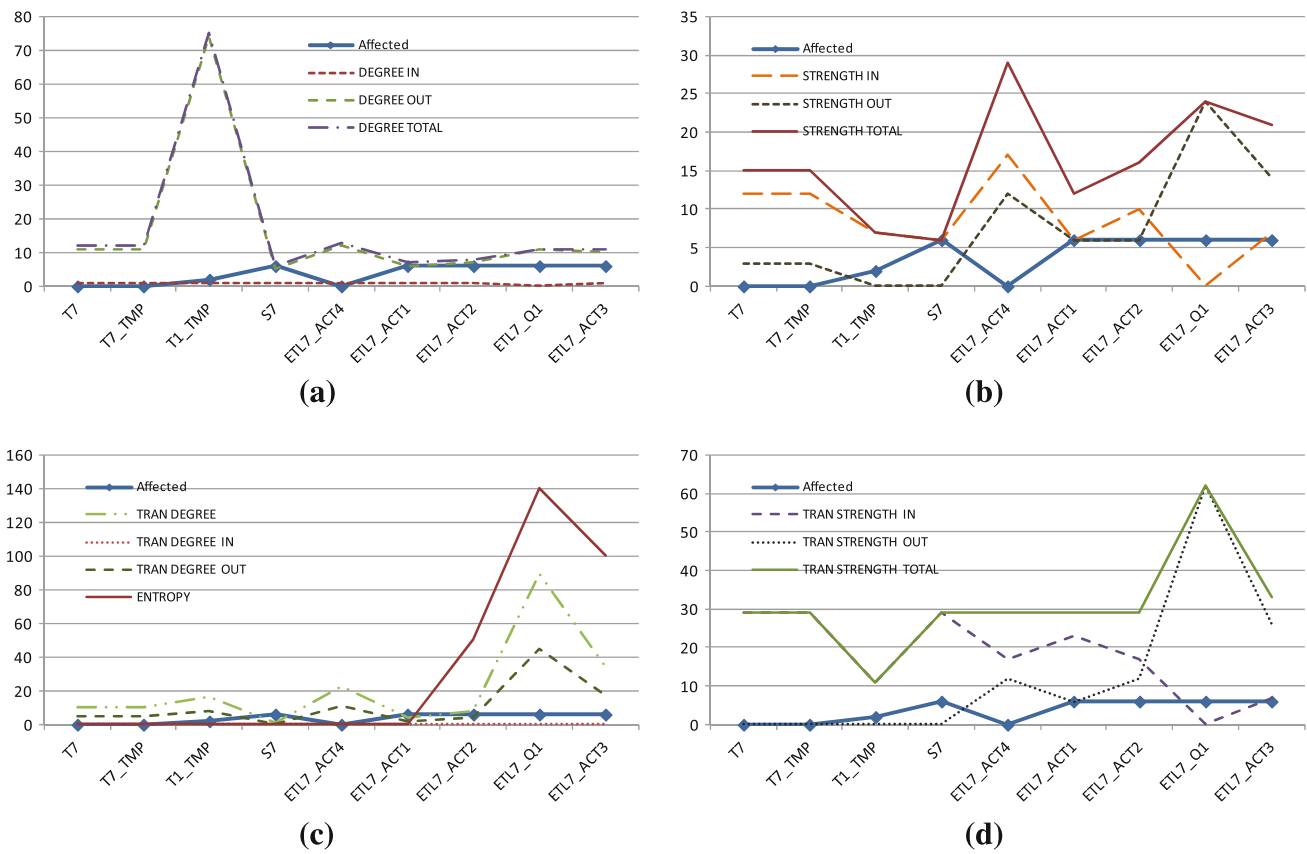 80
70
60
50
40
30
20
10
0
Affected
DEGREE IN
DEGREE OUT
DEGREE TOTAL
T7
T7_TMP
T1_TMP
S7
ETL7_ACT4
ETL7_ACT1
ETL7_ACT2
ETL7_Q1
ETL7_ACT3
(a)
35
30
25
20
15
10
5
0
Affected
STRENGTH IN
STRENGTH OUT
STRENGTH TOTAL
T7
T7_TMP
T1_TMP
S7
ETL7_ACT4
ETL7_ACT1
ETL7_ACT2
ETL7_Q1
ETL7_ACT3
(b)
160
140
120
100
80
60
40
20
0
Affected
TRAN DEGREE
TRAN DEGREE IN
TRAN DEGREE OUT
ENTROPY
T7
T7_TMP
T1_TMP
S7
ETL7_ACT4
ETL7_ACT1
ETL7_ACT2
ETL7_Q1
ETL7_ACT3
(c)
70
60
50
40
30
20
10
0
Affected
TRAN STRENGTH IN
TRAN STRENGTH OUT
TRAN STRENGTH TOTAL
T7
T7_TMP
T1_TMP
S7
ETL7_ACT4
ETL7_ACT1
ETL7_ACT2
ETL7_Q1
ETL7_ACT3
(d)